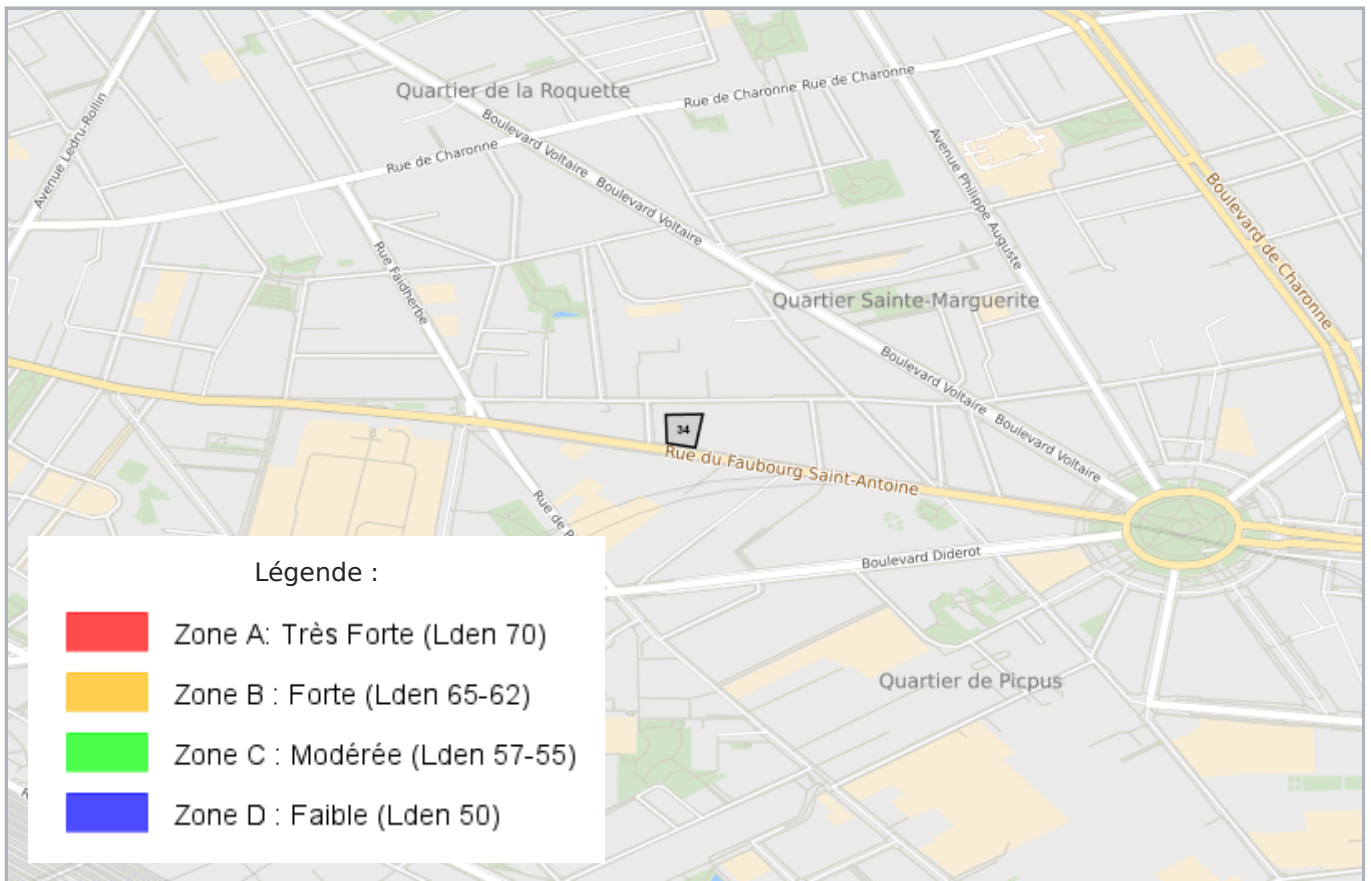 Quartier de la Roquette
Rue de Charonne Rue de Charonne
Avenue Ledru-Rollin
Boulevard Voltaire Boulevard Voltaire
Rue de Charonne
Avenue Philippe Auguste
Boulevard de Charonne
Rue Faidherbe
Quartier Sainte-Marguerite
Boulevard Voltaire Boulevard Voltaire
34
Rue du Faubourg Saint-Antoine
Rue de
Boulevard Diderot
Quartier de Picpus
Légende :
Zone A: Très Forte (Lden 70)
Zone B : Forte (Lden 65-62)
Zone C : Modérée (Lden 57-55)
Zone D : Faible (Lden 50)